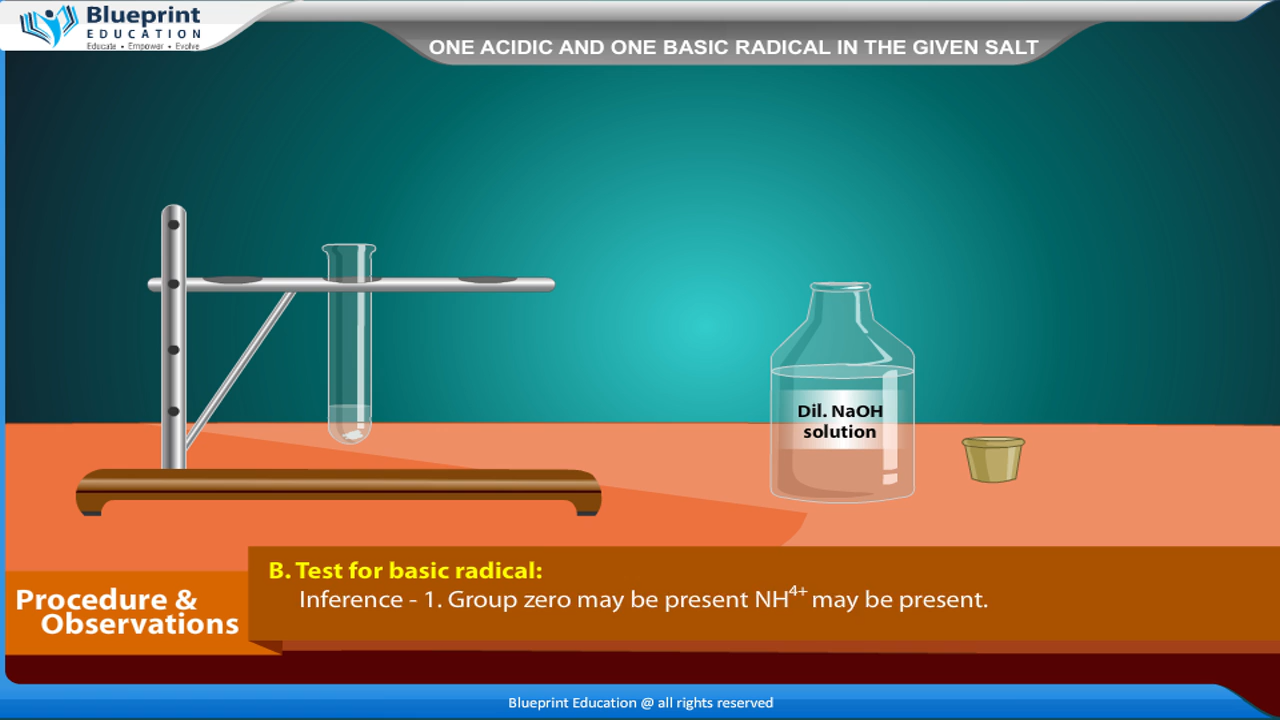 Blueprint
EDUCATION
Educate • Empower • Evolve
ONE ACIDIC AND ONE BASIC RADICAL IN THE GIVEN SALT
Dil. NaOH
solution
B. Test for basic radical:
Inference - 1. Group zero may be present NH⁴⁺ may be present.
Procedure &
Observations
Blueprint Education @ all rights reserved